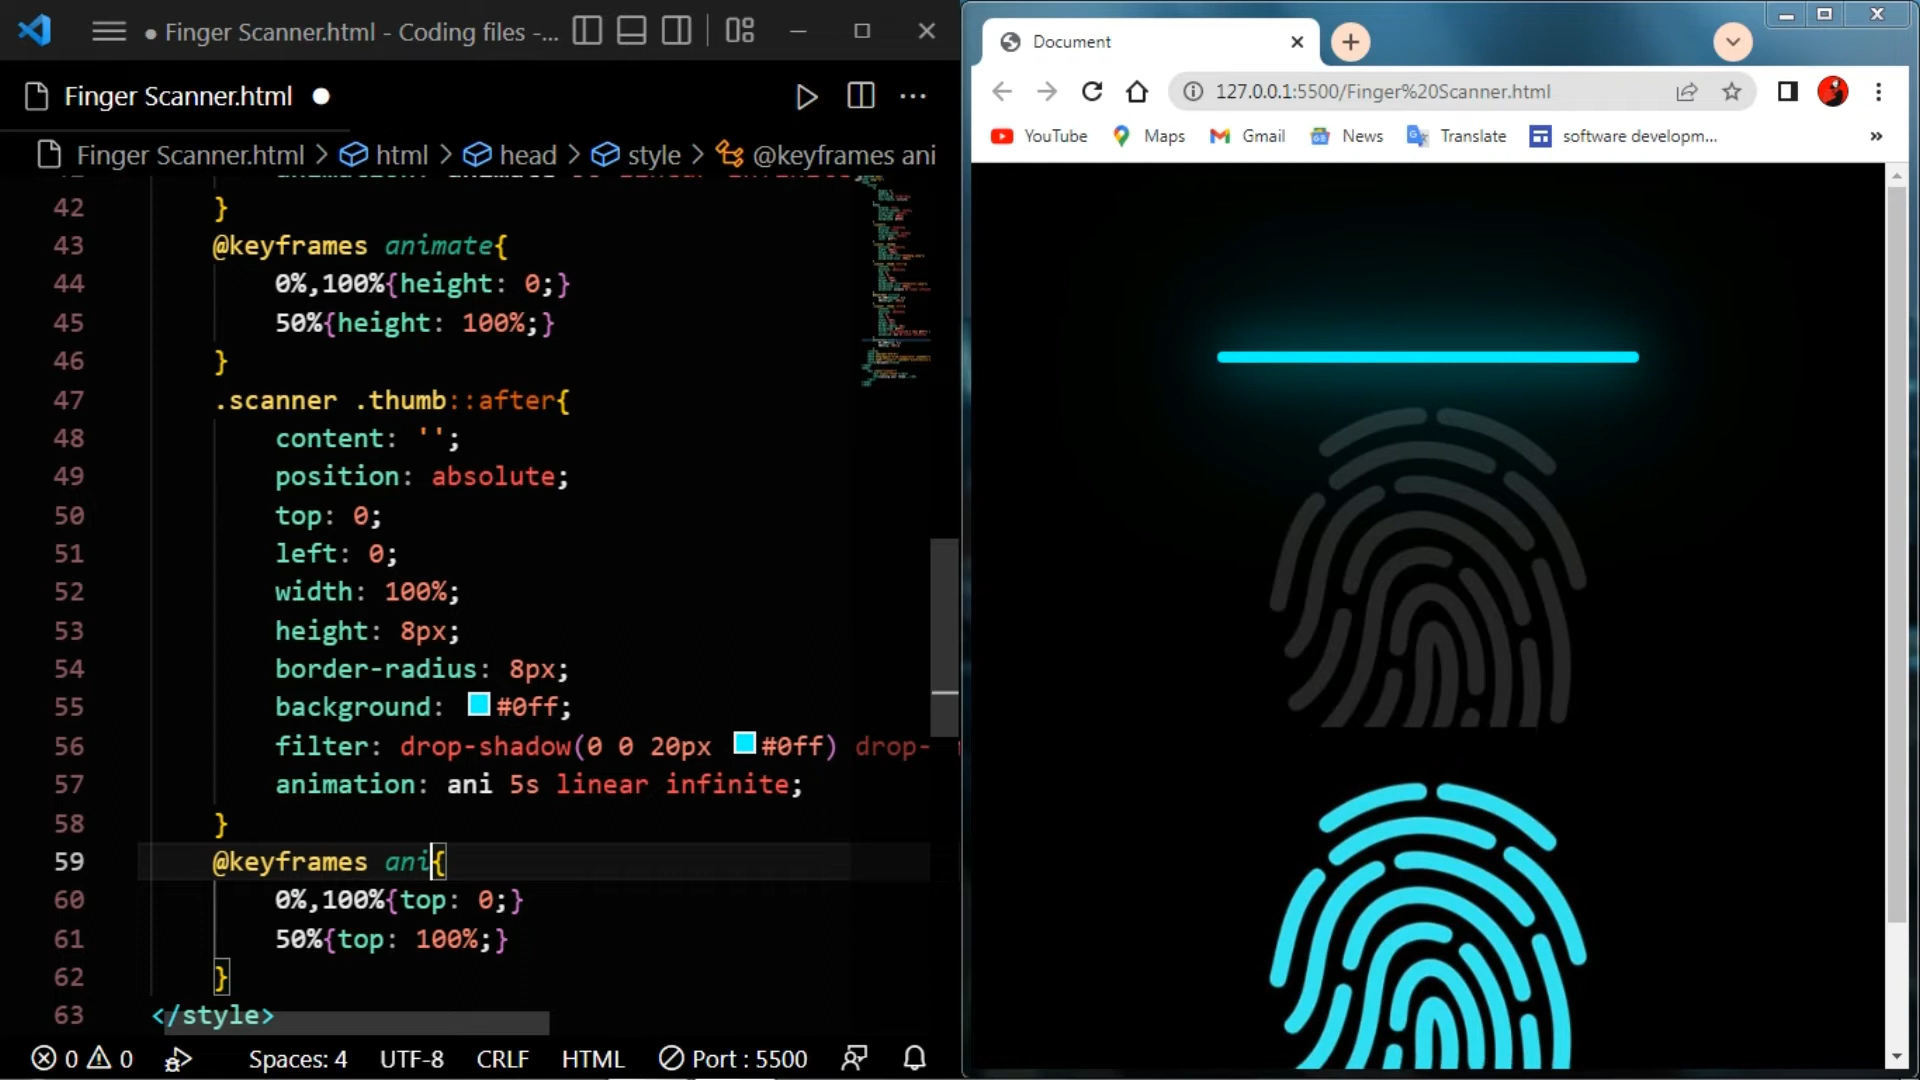 Finger Scanner.html - Coding files -...
Finger Scanner.html
Finger Scanner.html > html > head > style > @keyframes ani
42 }
43 @keyframes animate{
44 0%,100%{height: 0;}
45 50%{height: 100%;}
46 }
47 .scanner .thumb::after{
48 content: '';
49 position: absolute;
50 top: 0;
51 left: 0;
52 width: 100%;
53 height: 8px;
54 border-radius: 8px;
55 background: #0ff;
56 filter: drop-shadow(0 0 20px #0ff) drop-
57 animation: ani 5s linear infinite;
58 }
59 @keyframes ani{
60 0%,100%{top: 0;}
61 50%{top: 100%;}
62 }
63 </style>
0 0 Spaces: 4 UTF-8 CRLF HTML Port : 5500
Document
127.0.0.1:5500/Finger%20Scanner.html
YouTube Maps Gmail News Translate software developm... »